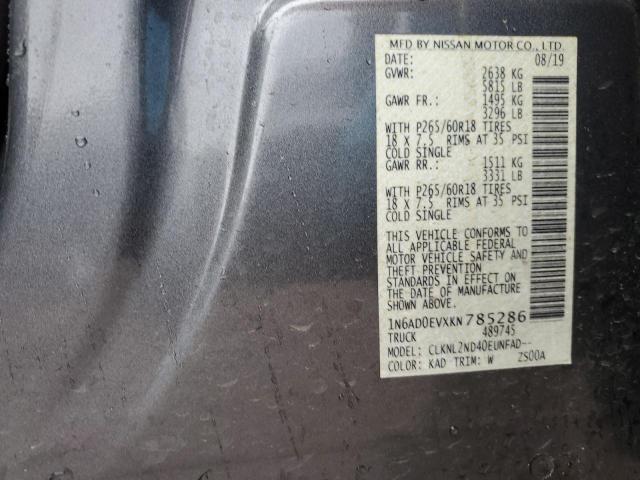 MFD BY NISSAN MOTOR CO., LTD.
DATE: 08/19
GVWR: 2638 KG
5815 LB
GAWR FR.: 1495 KG
3296 LB
WITH P265/60R18 TIRES
18 X 7.5 RIMS AT 35 PSI
COLD SINGLE
GAWR RR.: 1511 KG
3331 LB
WITH P265/60R18 TIRES
18 X 7.5 RIMS AT 35 PSI
COLD SINGLE
THIS VEHICLE CONFORMS TO
ALL APPLICABLE FEDERAL
MOTOR VEHICLE SAFETY AND
THEFT PREVENTION
STANDARDS IN EFFECT ON
THE DATE OF MANUFACTURE
SHOWN ABOVE.
1N6AD0EVXKN785286
TRUCK 489745
MODEL: CLKNLZND40EUNFAD--
COLOR: KAD TRIM: W ZS00A